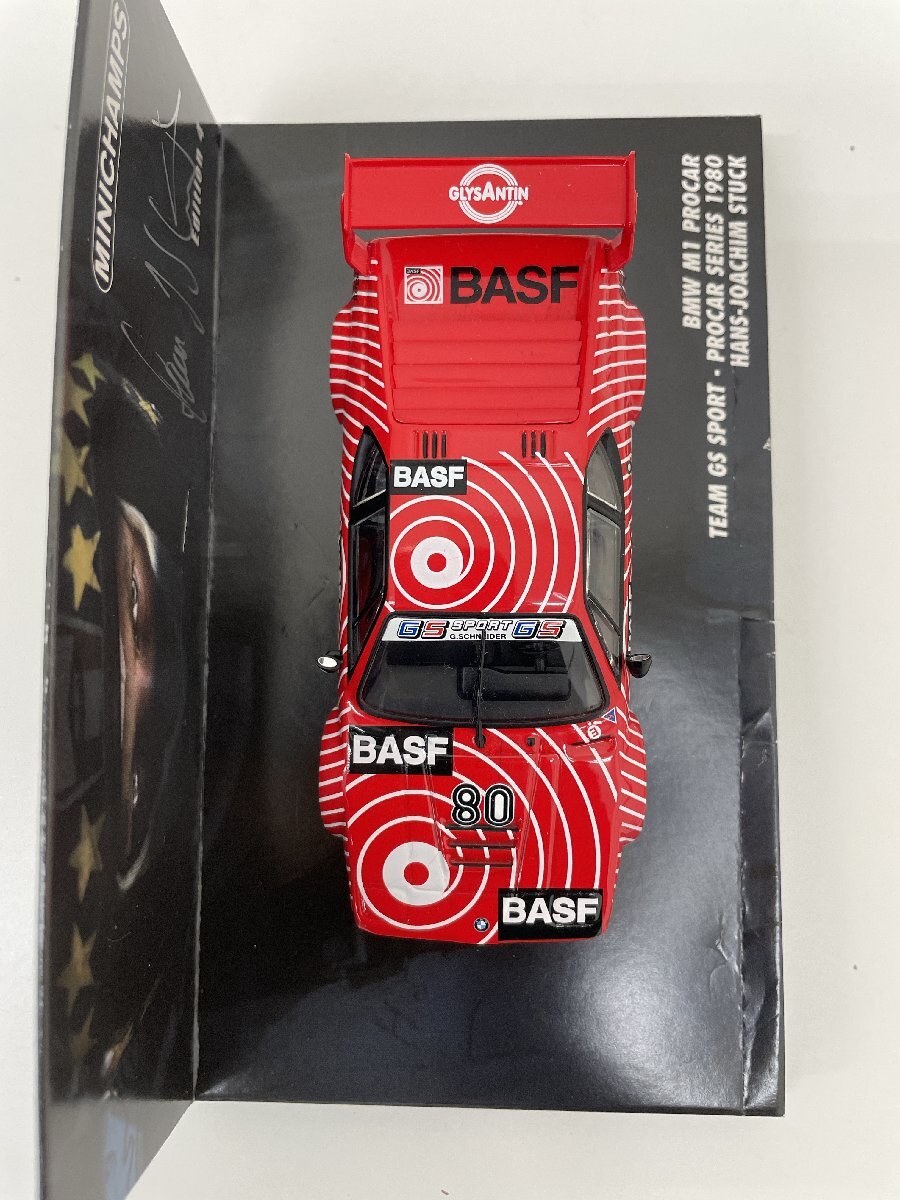 MINICHAMPS
BMW M1 PROCAR
TEAM GS SPORT · PROCAR SERIES 1980
HANS-JOACHIM STUCK
GLYSANTIN
BASF
BASF
GS SPORT GS
G.SCHNEIDER
BASF
80
BASF